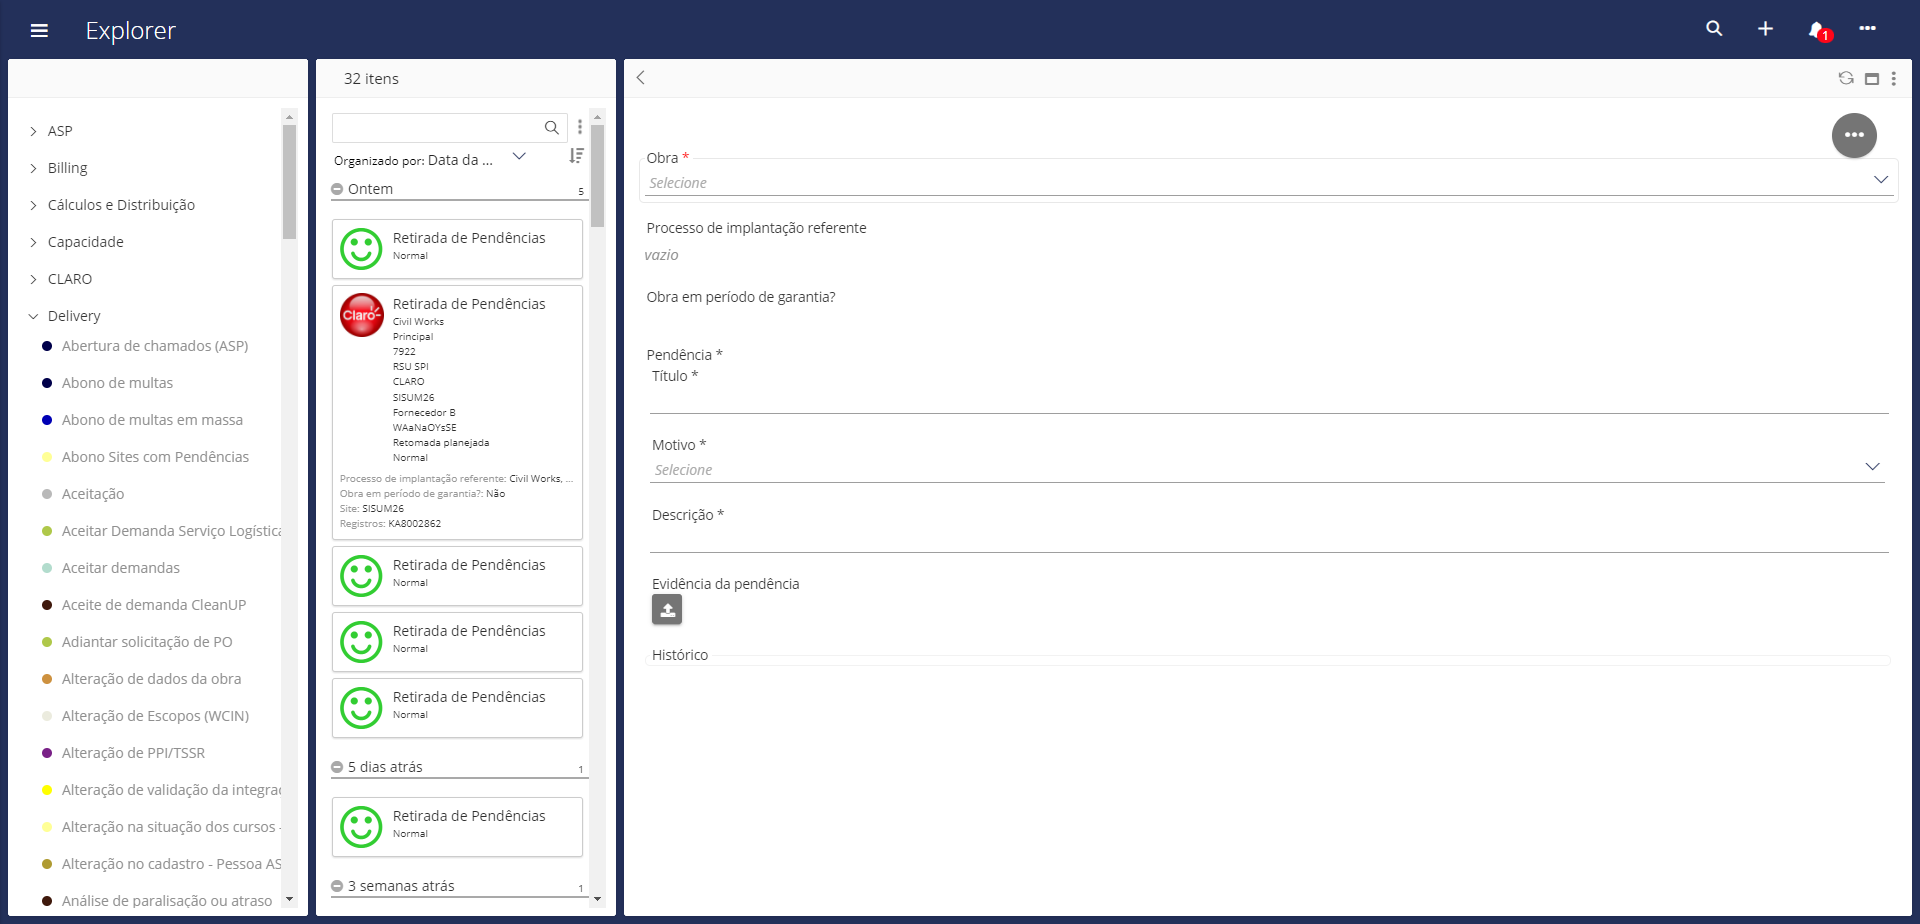 Explorer
1
ASP
Billing
Cálculos e Distribuição
Capacidade
CLARO
Delivery
Abertura de chamados (ASP)
Abono de multas
Abono de multas em massa
Abono Sites com Pendências
Aceitação
Aceitar Demanda Serviço Logística
Aceitar demandas
Aceite de demanda CleanUP
Adiantar solicitação de PO
Alteração de dados da obra
Alteração de Escopos (WCIN)
Alteração de PPI/TSSR
Alteração de validação da integraç
Alteração na situação dos cursos -
Alteração no cadastro - Pessoa AS
Análise de paralisação ou atraso
32 itens
Organizado por: Data da ...
Ontem 5
Retirada de Pendências
Normal
Claro
Retirada de Pendências
Civil Works
Principal
7922
RSU SPI
CLARO
SISUM26
Fornecedor B
WAaNaOYsSE
Retomada planejada
Normal
Processo de implantação referente: Civil Works, ...
Obra em período de garantia?: Não
Site: SISUM26
Registros: KA8002862
Retirada de Pendências
Normal
Retirada de Pendências
Normal
Retirada de Pendências
Normal
5 dias atrás 1
Retirada de Pendências
Normal
3 semanas atrás 1
Obra *
Selecione
Processo de implantação referente
vazio
Obra em período de garantia?
Pendência *
Título *
Motivo *
Selecione
Descrição *
Evidência da pendência
Histórico